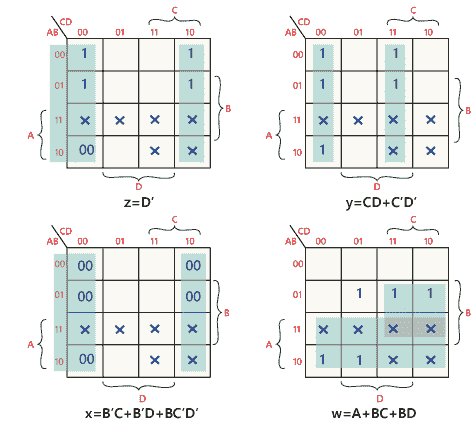 C
CD
AB 00 01 11 10
00 1 1
01 1 1
B
11 × × × ×
A
10 00 × ×
D
z=D′
C
CD
AB 00 01 11 10
00 1 1
01 1 1
B
11 × × × ×
A
10 1 × ×
D
y=CD+C′D′
C
CD
AB 00 01 11 10
00 00 00
01 00 00
B
11 × × × ×
A
10 00 × ×
D
x=B′C+B′D+BC′D′
C
CD
AB 00 01 11 10
00
01 1 1 1
B
11 × × × ×
A
10 1 1 × ×
D
w=A+BC+BD